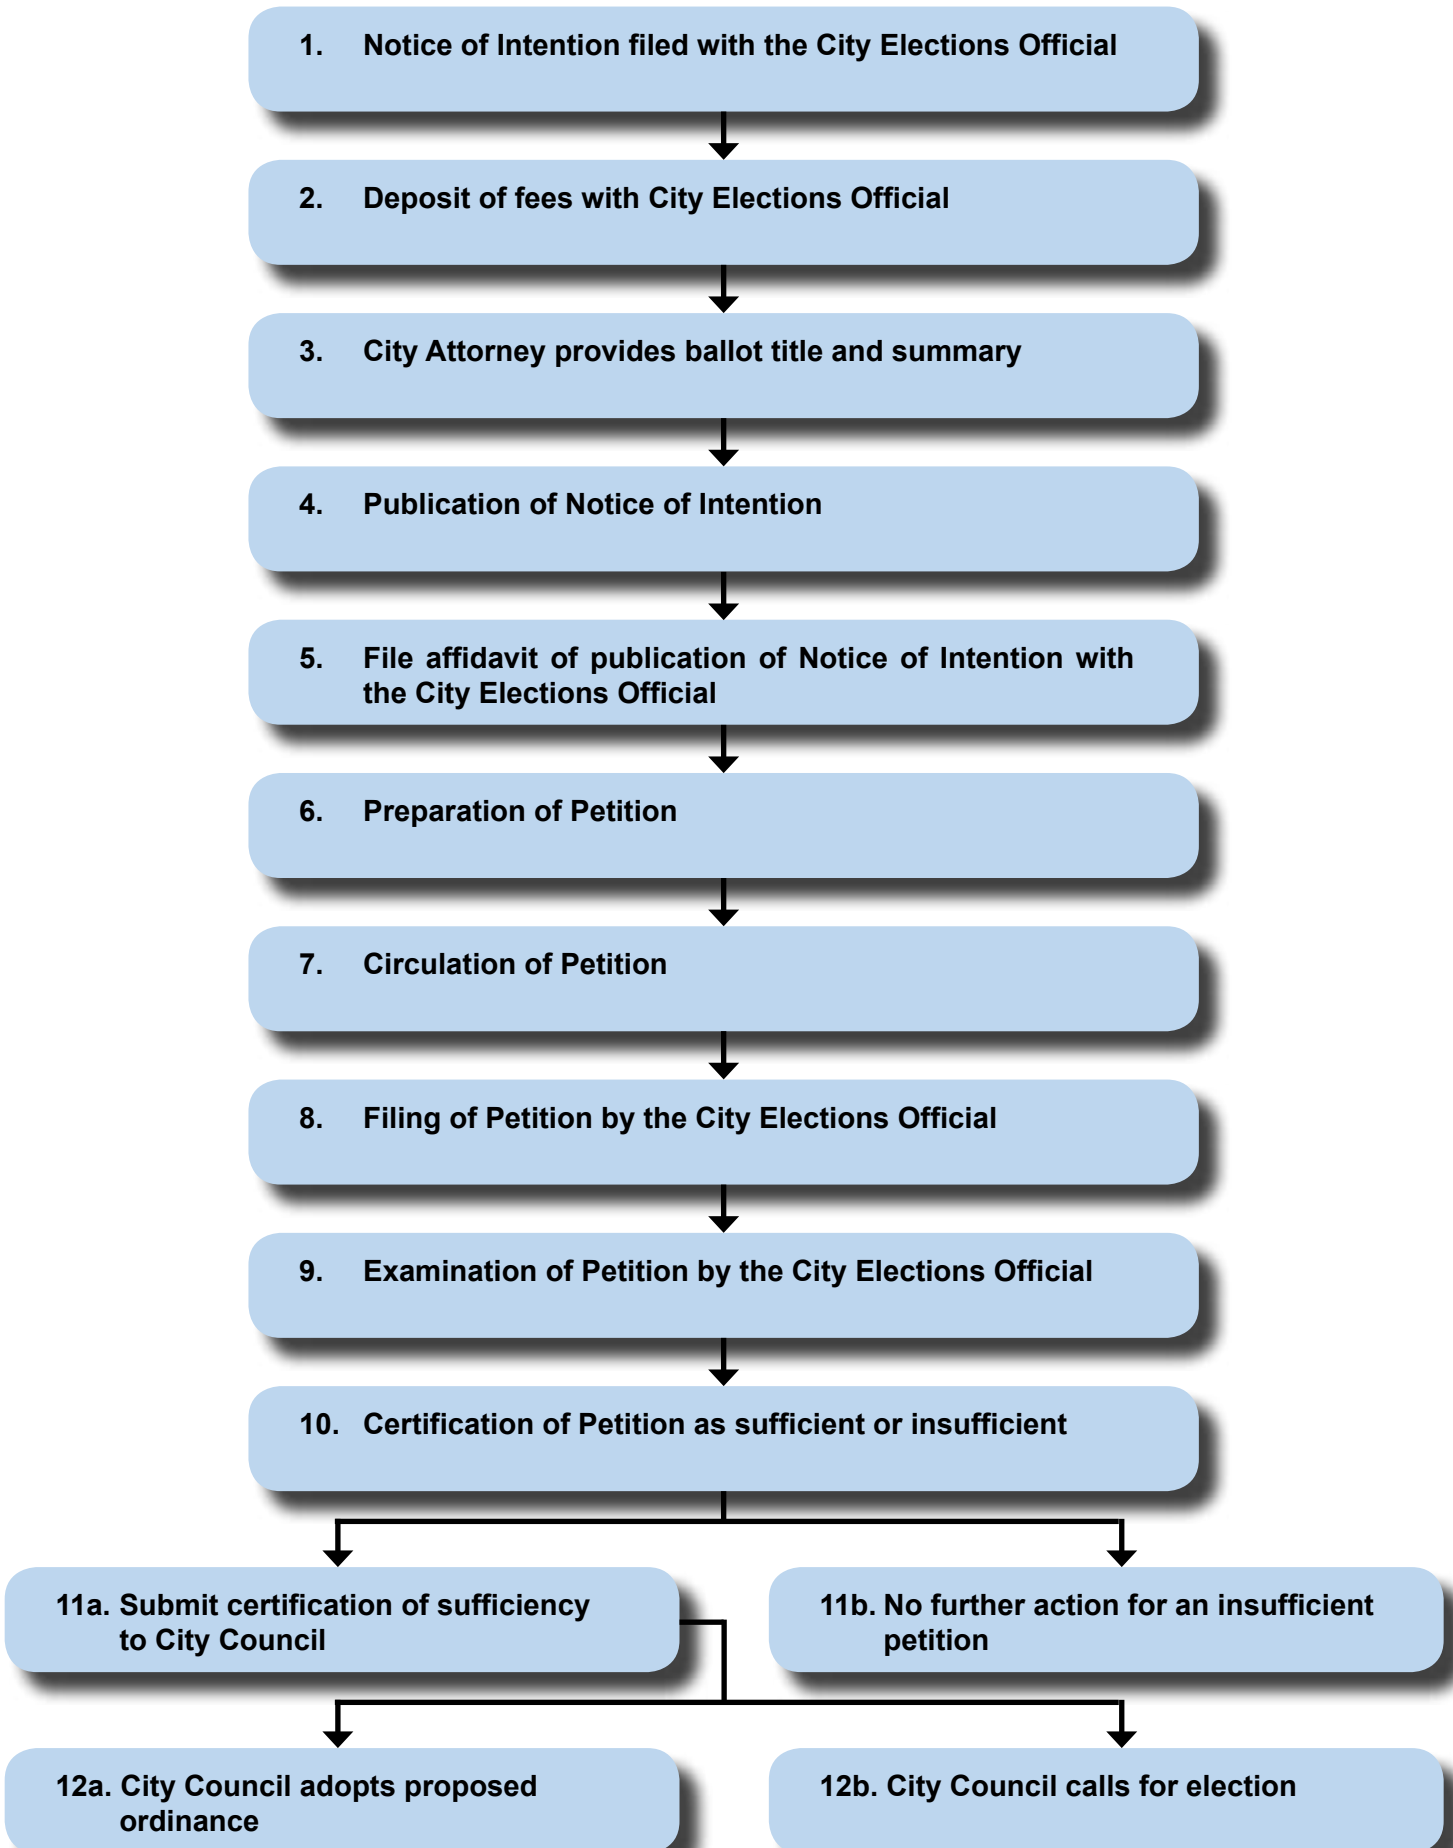 1. Notice of Intention filed with the City Elections Official
2. Deposit of fees with City Elections Official
3. City Attorney provides ballot title and summary
4. Publication of Notice of Intention
5. File affidavit of publication of Notice of Intention with
the City Elections Official
6. Preparation of Petition
7. Circulation of Petition
8. Filing of Petition by the City Elections Official
9. Examination of Petition by the City Elections Official
10. Certification of Petition as sufficient or insufficient
11a. Submit certification of sufficiency
to City Council
11b. No further action for an insufficient
petition
12a. City Council adopts proposed
ordinance
12b. City Council calls for election